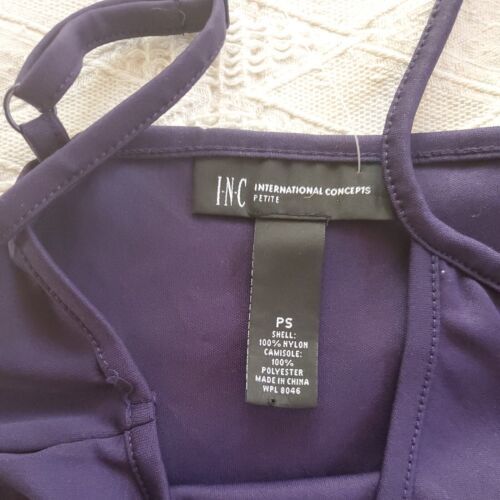 I·N·C INTERNATIONAL CONCEPTS
PETITE
PS
SHELL:
100% NYLON
CAMISOLE:
100%
POLYESTER
MADE IN CHINA
WPL 8046